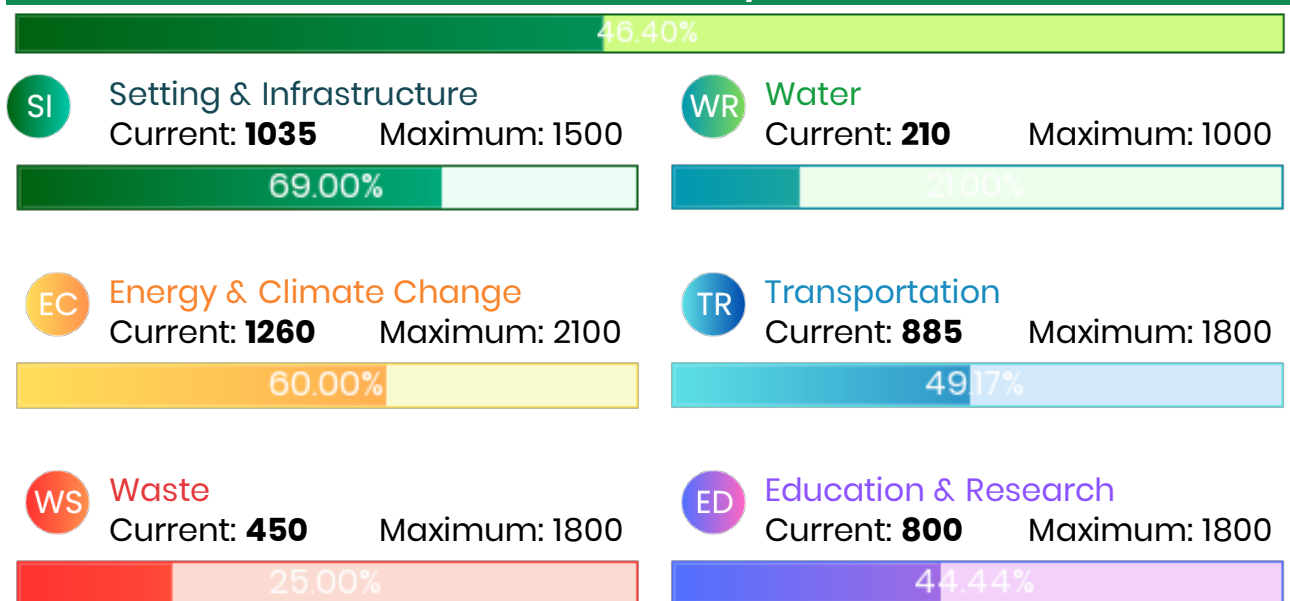 46.40%
SI
Setting & Infrastructure
Current: 1035 Maximum: 1500
69.00%
WR
Water
Current: 210 Maximum: 1000
21.00%
EC
Energy & Climate Change
Current: 1260 Maximum: 2100
60.00%
TR
Transportation
Current: 885 Maximum: 1800
49.17%
WS
Waste
Current: 450 Maximum: 1800
25.00%
ED
Education & Research
Current: 800 Maximum: 1800
44.44%